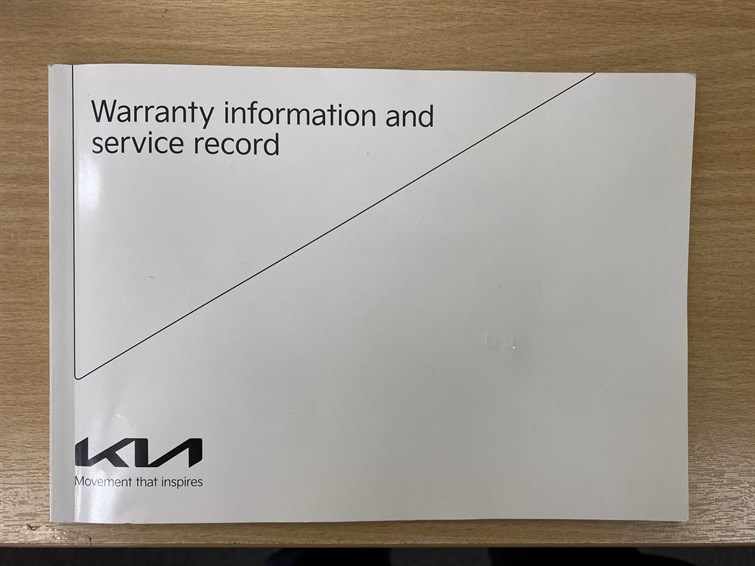 Warranty information and
service record
KIA
Movement that inspires